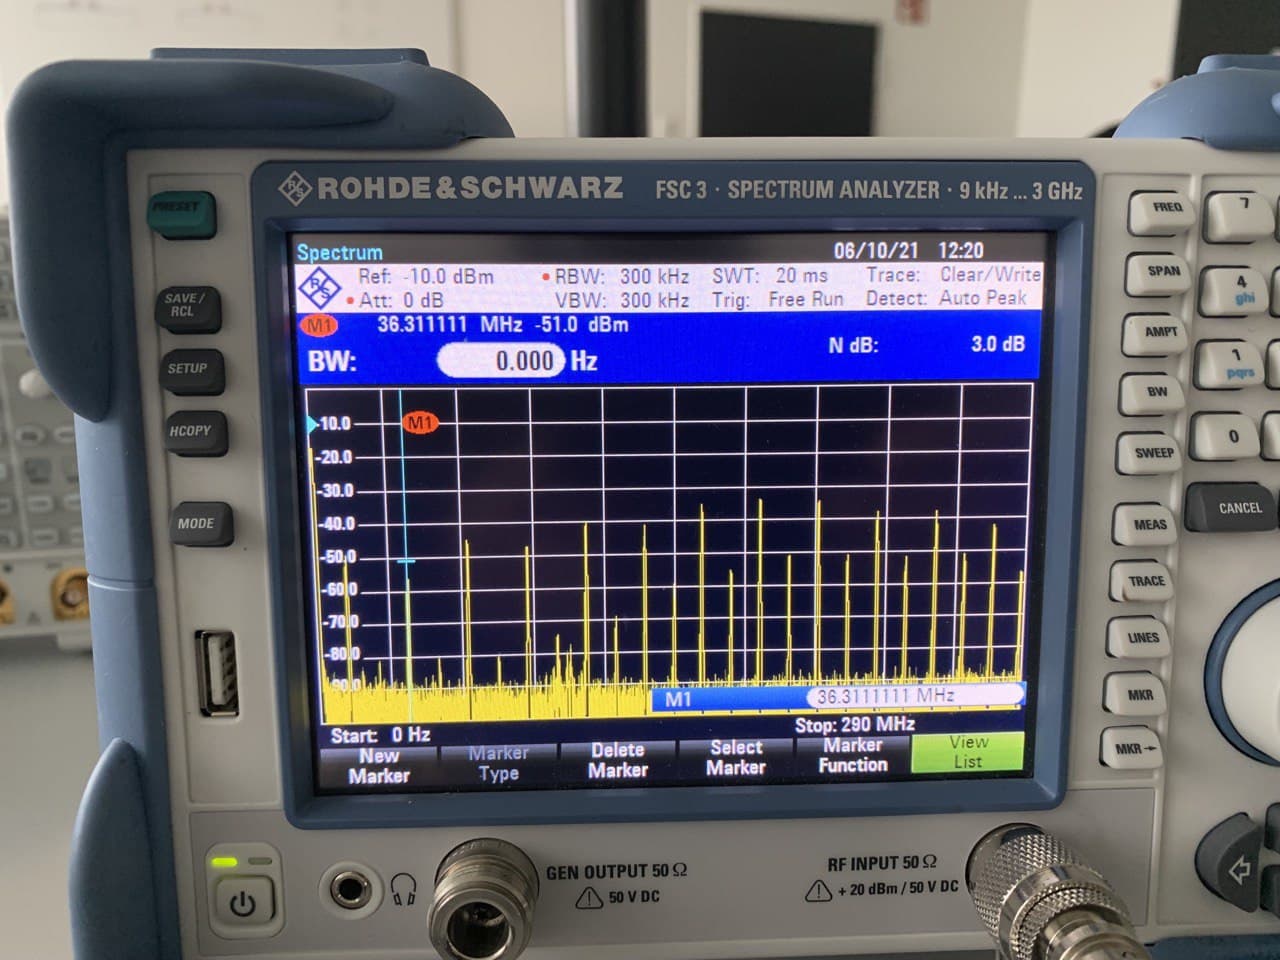 ROHDE&SCHWARZ FSC 3 · SPECTRUM ANALYZER · 9 kHz ... 3 GHz
PRESET
SAVE / RCL
SETUP
HCOPY
MODE
Spectrum 06/10/21 12:20
Ref: -10.0 dBm • RBW: 300 kHz SWT: 20 ms Trace: Clear/Write
• Att: 0 dB VBW: 300 kHz Trig: Free Run Detect: Auto Peak
M1 36.311111 MHz -51.0 dBm
BW: 0.000 Hz N dB: 3.0 dB
M1
-10.0
-20.0
-30.0
-40.0
-50.0
-60.0
-70.0
-80.0
-90.0
M1 36.3111111 MHz
Start: 0 Hz Stop: 290 MHz
New Marker
Marker Type
Delete Marker
Select Marker
Marker Function
View List
FREQ
SPAN
AMPT
BW
SWEEP
MEAS
TRACE
LINES
MKR
MKR→
7
4
ghi
1
pqrs
0
CANCEL
GEN OUTPUT 50 Ω
50 V DC
RF INPUT 50 Ω
+ 20 dBm / 50 V DC